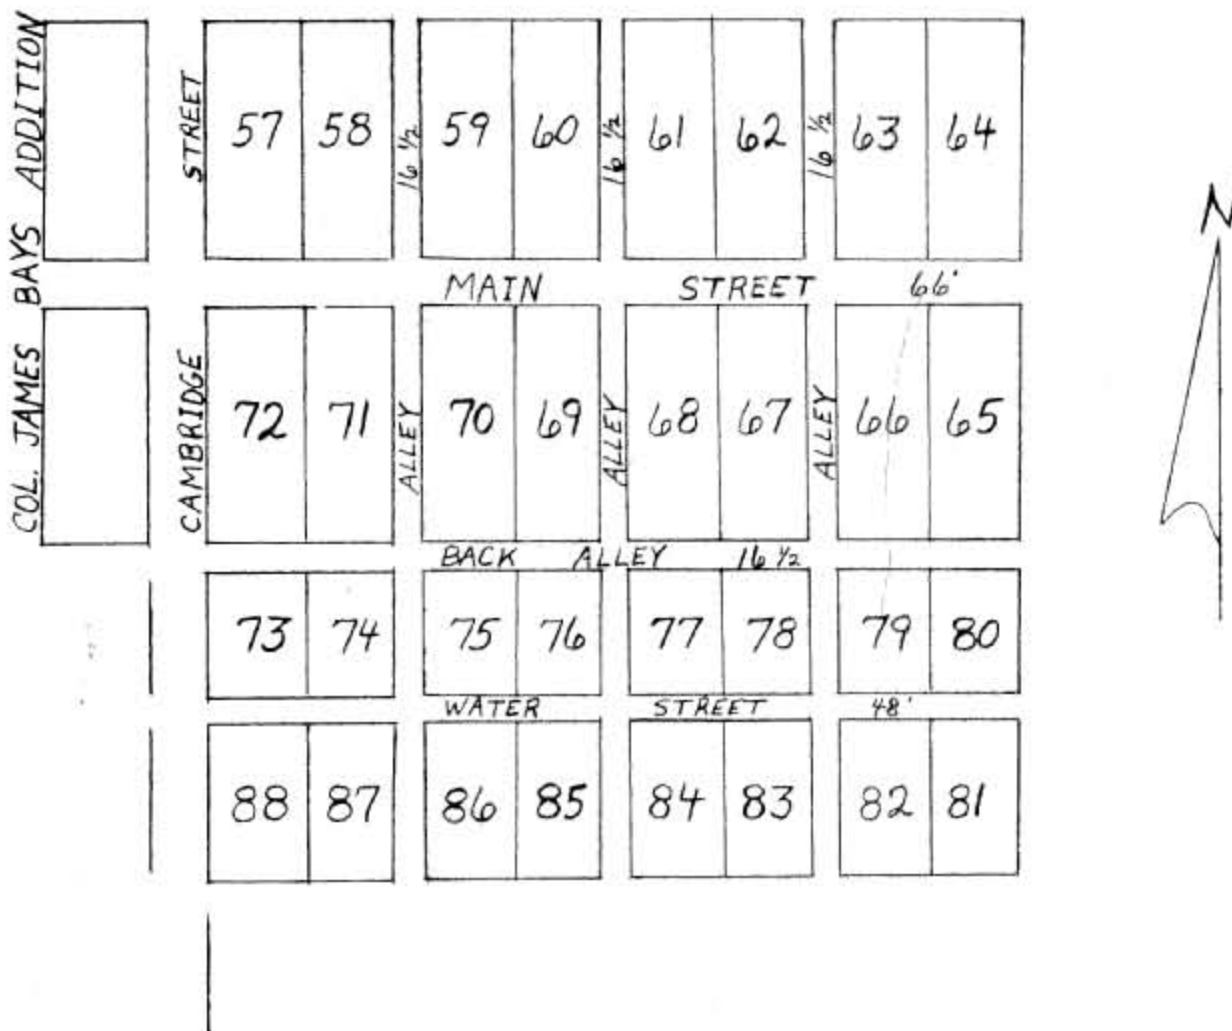 COL. JAMES BAYS ADDITION
CAMBRIDGE STREET
57 58 16 ½ 59 60 16 ½ 61 62 16 ½ 63 64
MAIN STREET 66'
72 71 ALLEY 70 69 ALLEY 68 67 ALLEY 66 65
BACK ALLEY 16 ½
73 74 75 76 77 78 79 80
WATER STREET 48'
88 87 86 85 84 83 82 81
N